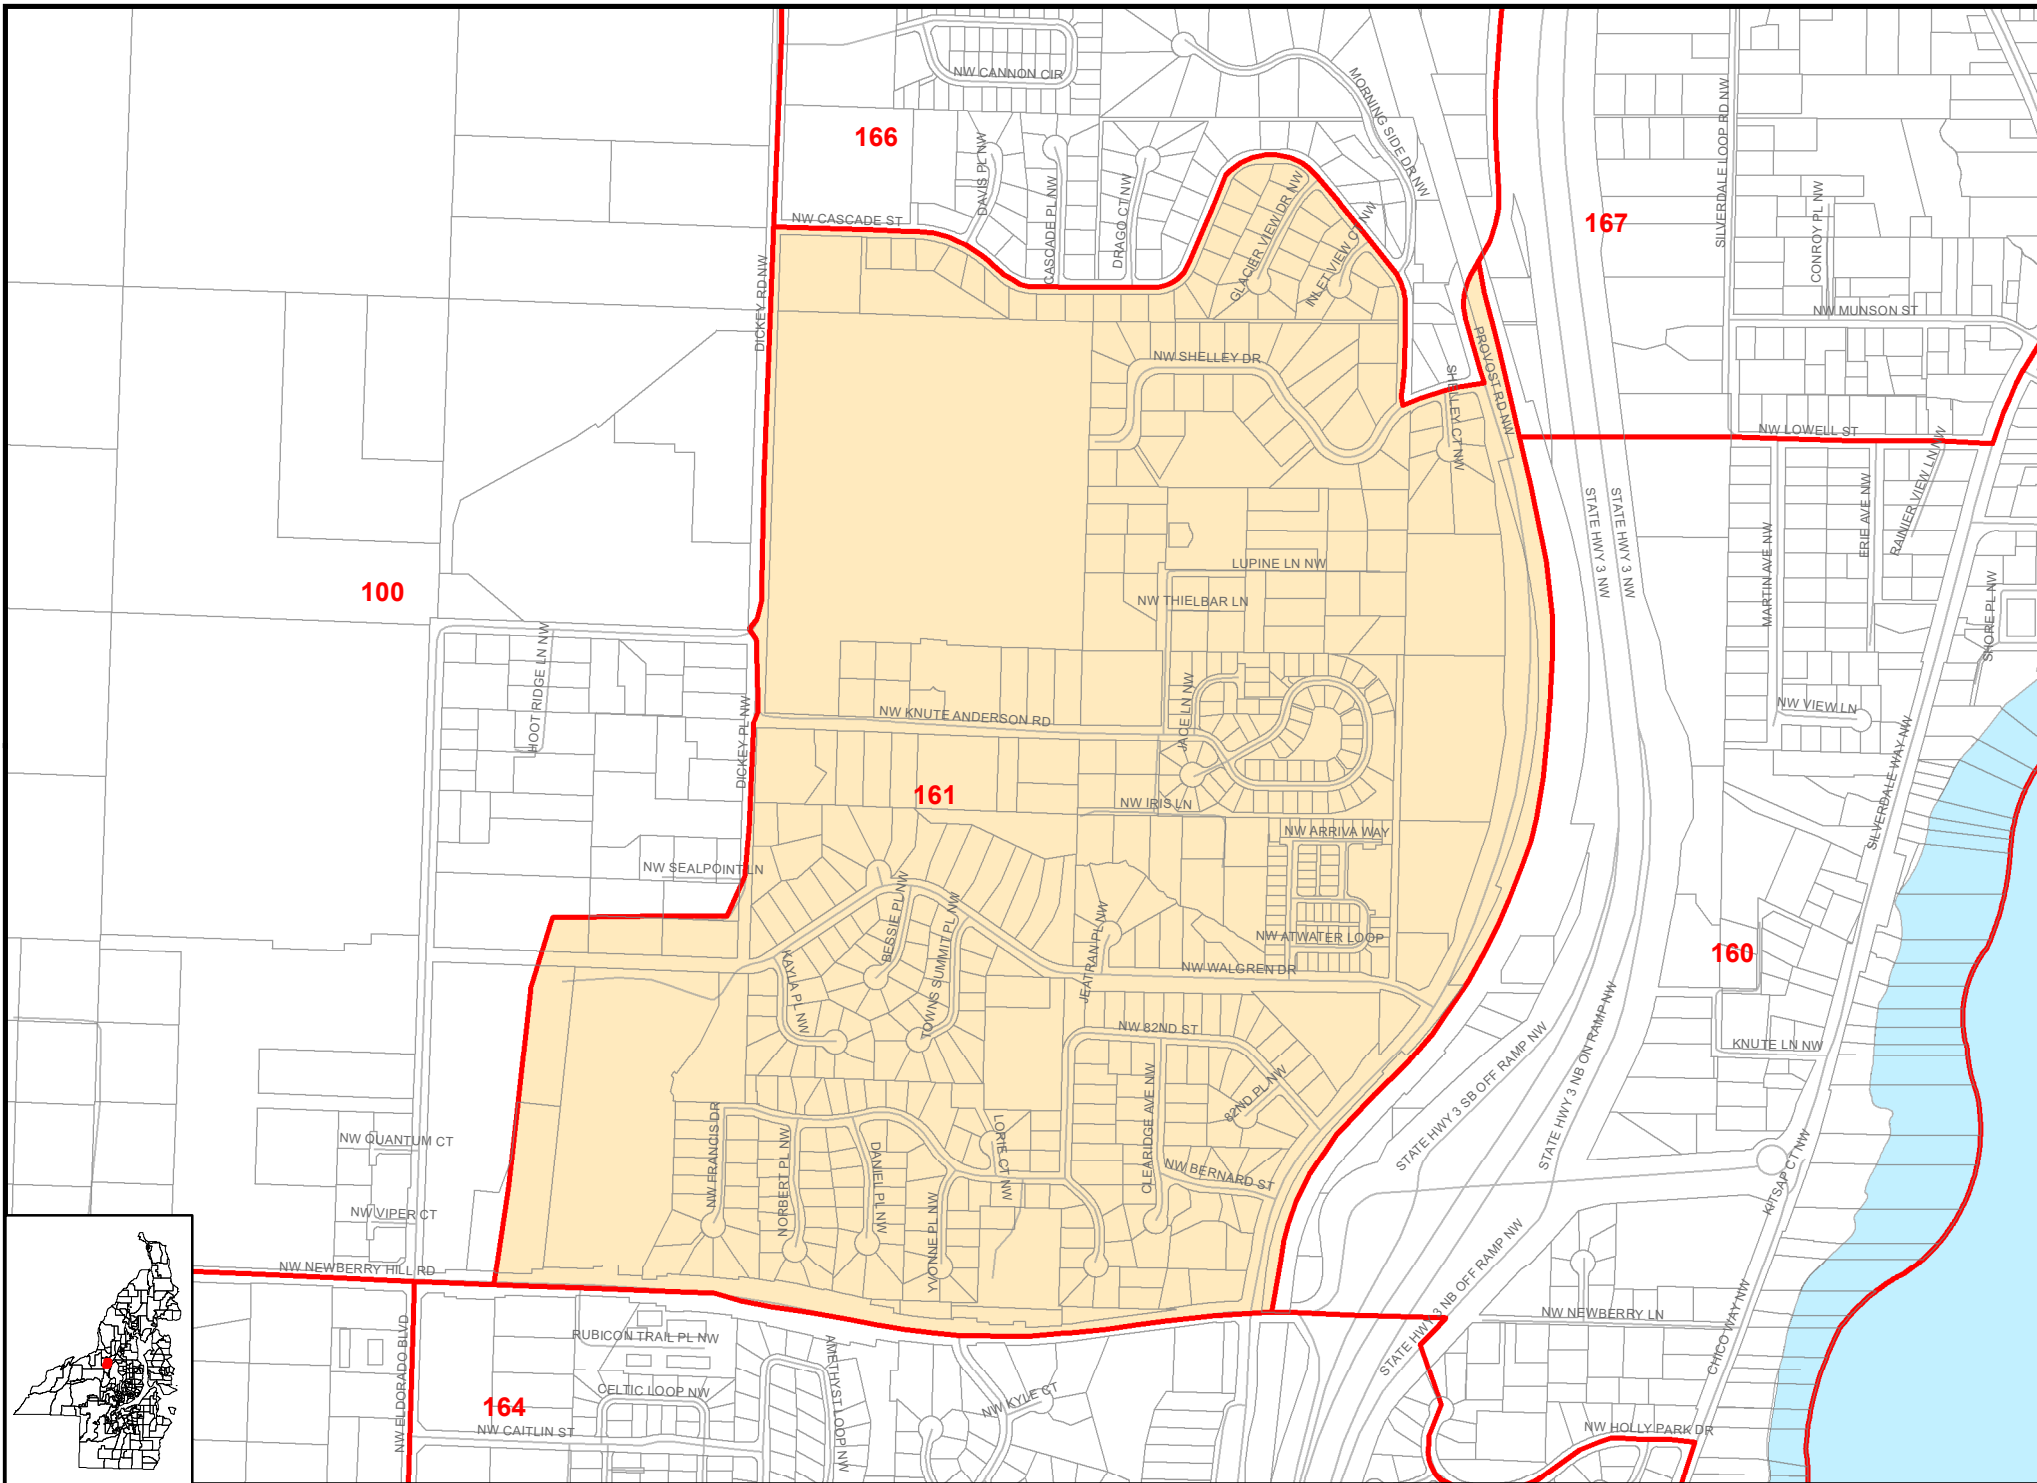 NW CANNON CIR
MORNING SIDE DR NW
SILVERDALE LOOP RD NW
166
DAVIS PL NW
CASCADE PL NW
DRAGO CT NW
NW CASCADE ST
GLACIER VIEW DR NW
INLET VIEW CT NW
167
CONROY PL NW
DICKEY RD NW
NW MUNSON ST
PROVOST RD NW
NW SHELLEY DR
SHELLEY CT NW
NW LOWELL ST
RAINIER VIEW LN NW
ERIE AVE NW
MARTIN AVE NW
STATE HWY 3 NW
STATE HWY 3 NW
LUPINE LN NW
100
NW THIELBAR LN
SHORE PL NW
HOOT RIDGE LN NW
DICKEY PL NW
NW KNUTE ANDERSON RD
JACIE LN NW
NW VIEW LN
SILVERDALE WAY NW
161
NW IRIS LN
NW ARRIVA WAY
NW SEALPOINT LN
BESSIE PL NW
TOWNS SUMMIT PL NW
JEATRAN PL NW
NW ATWATER LOOP
160
KAYLA PL NW
NW WALGREN DR
NW 82ND ST
KNUTE LN NW
STATE HWY 3 SB OFF RAMP NW
STATE HWY 3 NB ON RAMP NW
82ND PL NW
CLEARIDGE AVE NW
NW QUANTUM CT
NW FRANCIS DR
NORBERT PL NW
DANIEL PL NW
LORIE CT NW
NW BERNARD ST
KITSAP CT NW
NW VIPER CT
YVONNE PL NW
NW NEWBERRY HILL RD
STATE HWY 3 NB OFF RAMP NW
NW NEWBERRY LN
NW ELDORADO BLVD
RUBICON TRAIL PL NW
AMETHYST LOOP NW
CHICO WAY NW
CELTIC LOOP NW
NW KYLE CT
164
NW CAITLIN ST
NW HOLLY PARK DR